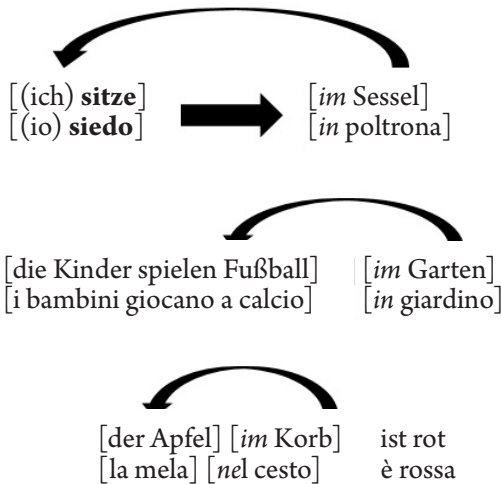 [(ich) sitze] [im Sessel]
[(io) siedo] [in poltrona]
[die Kinder spielen Fußball] [im Garten]
[i bambini giocano a calcio] [in giardino]
[der Apfel] [im Korb] ist rot
[la mela] [nel cesto] è rossa